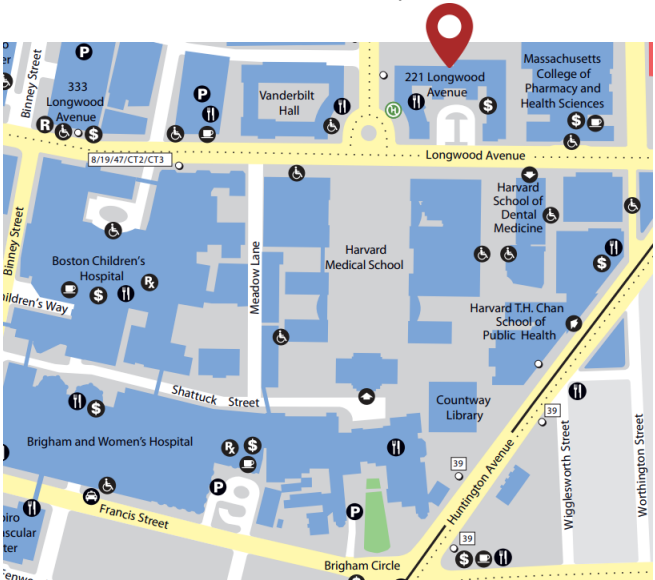 Binney Street
P
333
Longwood
Avenue
R
$
P
Vanderbilt
Hall
221 Longwood
Avenue
$
H
Massachusetts
College of
Pharmacy and
Health Sciences
$
8/19/47/CT2/CT3
Longwood Avenue
Binney Street
Boston Children's
Hospital
$
Rx
Meadow Lane
Harvard
Medical School
Harvard
School of
Dental
Medicine
$
Harvard T.H. Chan
School of
Public Health
Shattuck Street
$
Brigham and Women's Hospital
Rx
$
P
Francis Street
P
Countway
Library
39
39
39
Huntington Avenue
Wigglesworth Street
Worthington Street
$
Brigham Circle